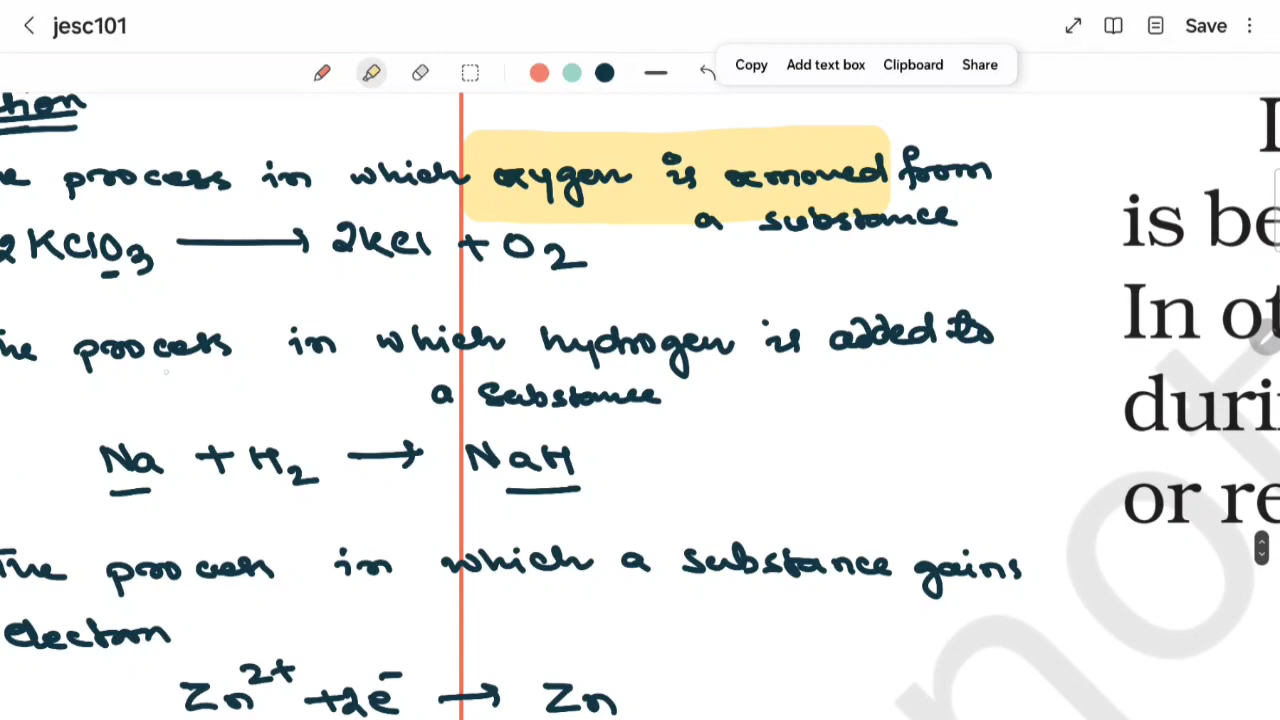 jesc101
Save
Copy Add text box Clipboard Share
process in which oxygen is removed from
a substance
2KClO3 → 2KCl + O2
process in which hydrogen is added to
a substance
Na + H2 → NaH
The process in which a substance gains
electron
Zn2+ + 2e- → Zn
is be
In ot
duri
or re